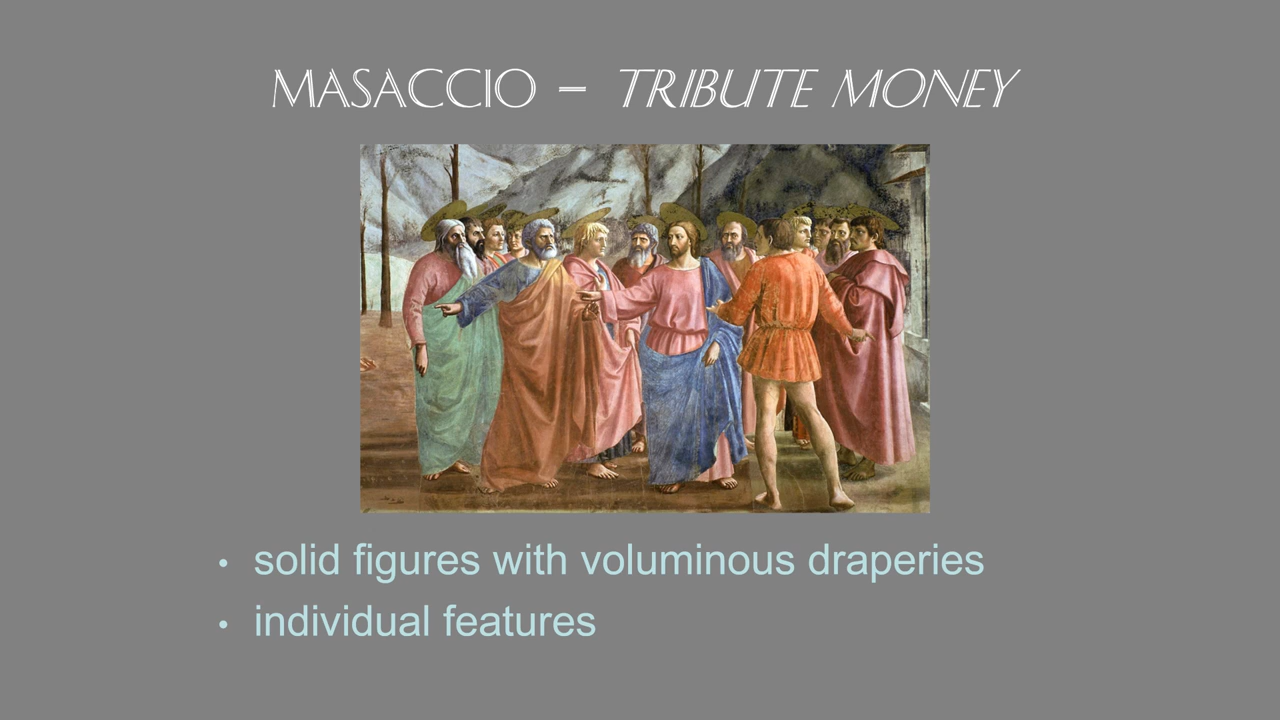 MASACCIO – TRIBUTE MONEY
• solid figures with voluminous draperies
• individual features